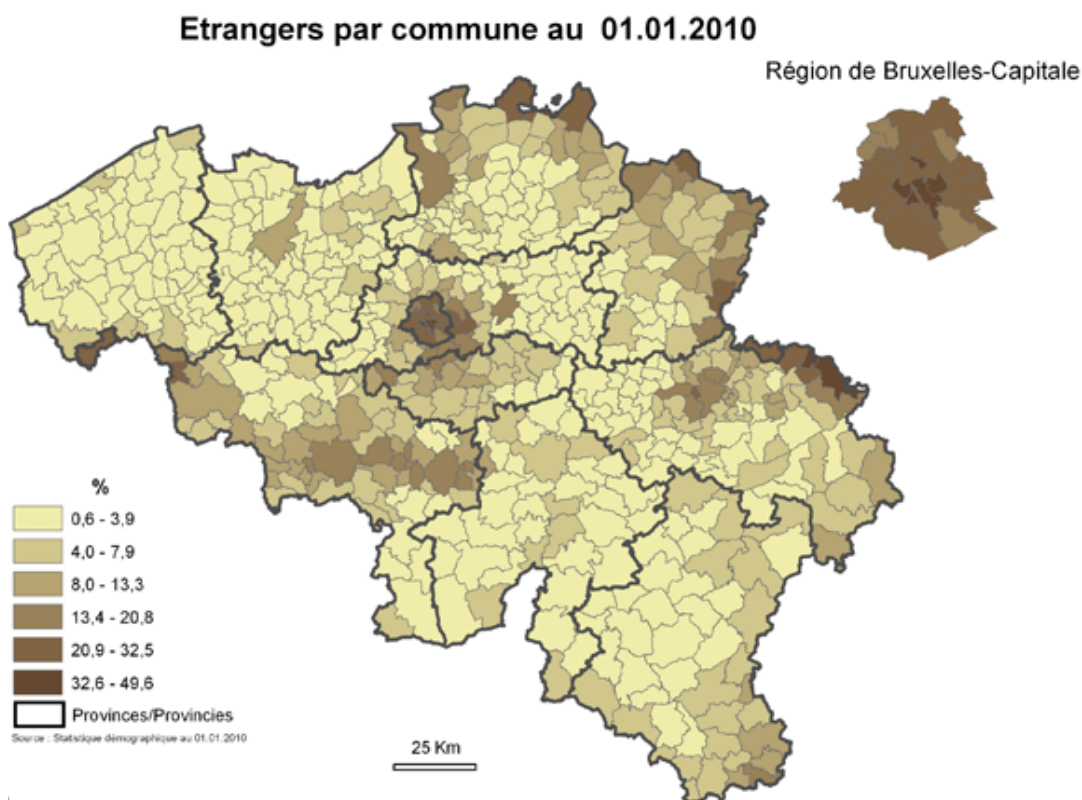 Etrangers par commune au 01.01.2010
Région de Bruxelles-Capitale
%
0,6 - 3,9
4,0 - 7,9
8,0 - 13,3
13,4 - 20,8
20,9 - 32,5
32,6 - 49,6
Provinces/Provincies
Source : Statistique démographique au 01.01.2010
25 Km